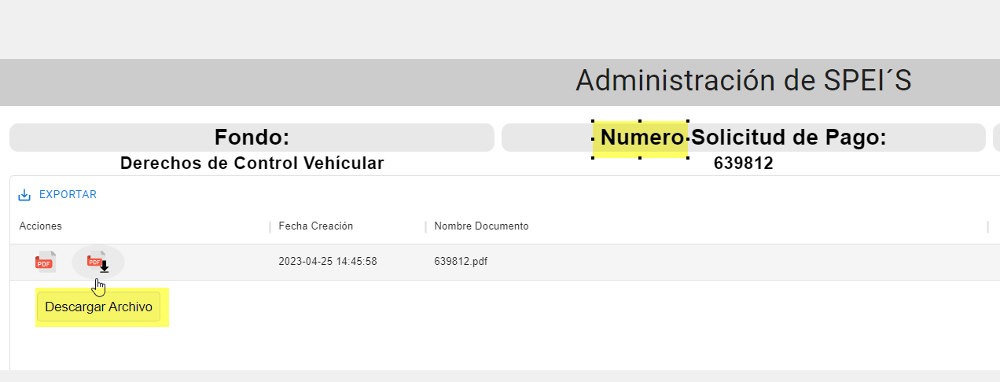 Administración de SPEI´S
Fondo:
Numero Solicitud de Pago:
Derechos de Control Vehícular
639812
EXPORTAR
Acciones
Fecha Creación
Nombre Documento
PDF
PDF
2023-04-25 14:45:58
639812.pdf
Descargar Archivo